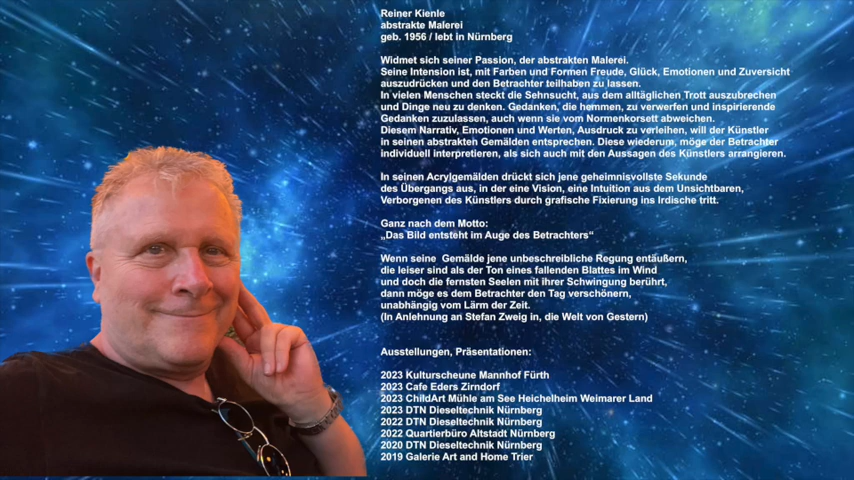 Reiner Kienle
abstrakte Malerei
geb. 1956 / lebt in Nürnberg
Widmet sich seiner Passion, der abstrakten Malerei.
Seine Intension ist, mit Farben und Formen Freude, Glück, Emotionen und Zuversicht
auszudrücken und den Betrachter teilhaben zu lassen.
In vielen Menschen steckt die Sehnsucht, aus dem alltäglichen Trott auszubrechen
und Dinge neu zu denken. Gedanken, die hemmen, zu verwerfen und inspirierende
Gedanken zuzulassen, auch wenn sie vom Normenkorsett abweichen.
Diesem Narrativ, Emotionen und Werten, Ausdruck zu verleihen, will der Künstler
in seinen abstrakten Gemälden entsprechen. Diese wiederum, möge der Betrachter
individuell interpretieren, als sich auch mit den Aussagen des Künstlers arrangieren.
In seinen Acrylgemälden drückt sich jene geheimnisvollste Sekunde
des Übergangs aus, in der eine Vision, eine Intuition aus dem Unsichtbaren,
Verborgenen des Künstlers durch grafische Fixierung ins Irdische tritt.
Ganz nach dem Motto:
„Das Bild entsteht im Auge des Betrachters“
Wenn seine Gemälde jene unbeschreibliche Regung entäußern,
die leiser sind als der Ton eines fallenden Blattes im Wind
und doch die fernsten Seelen mit ihrer Schwingung berührt,
dann möge es dem Betrachter den Tag verschönern,
unabhängig vom Lärm der Zeit.
(In Anlehnung an Stefan Zweig in, die Welt von Gestern)
Ausstellungen, Präsentationen:
2023 Kulturscheune Mannhof Fürth
2023 Cafe Eders Zirndorf
2023 ChildArt Mühle am See Heichelheim Weimarer Land
2023 DTN Dieseltechnik Nürnberg
2022 DTN Dieseltechnik Nürnberg
2022 Quartierbüro Altstadt Nürnberg
2020 DTN Dieseltechnik Nürnberg
2019 Galerie Art and Home Trier